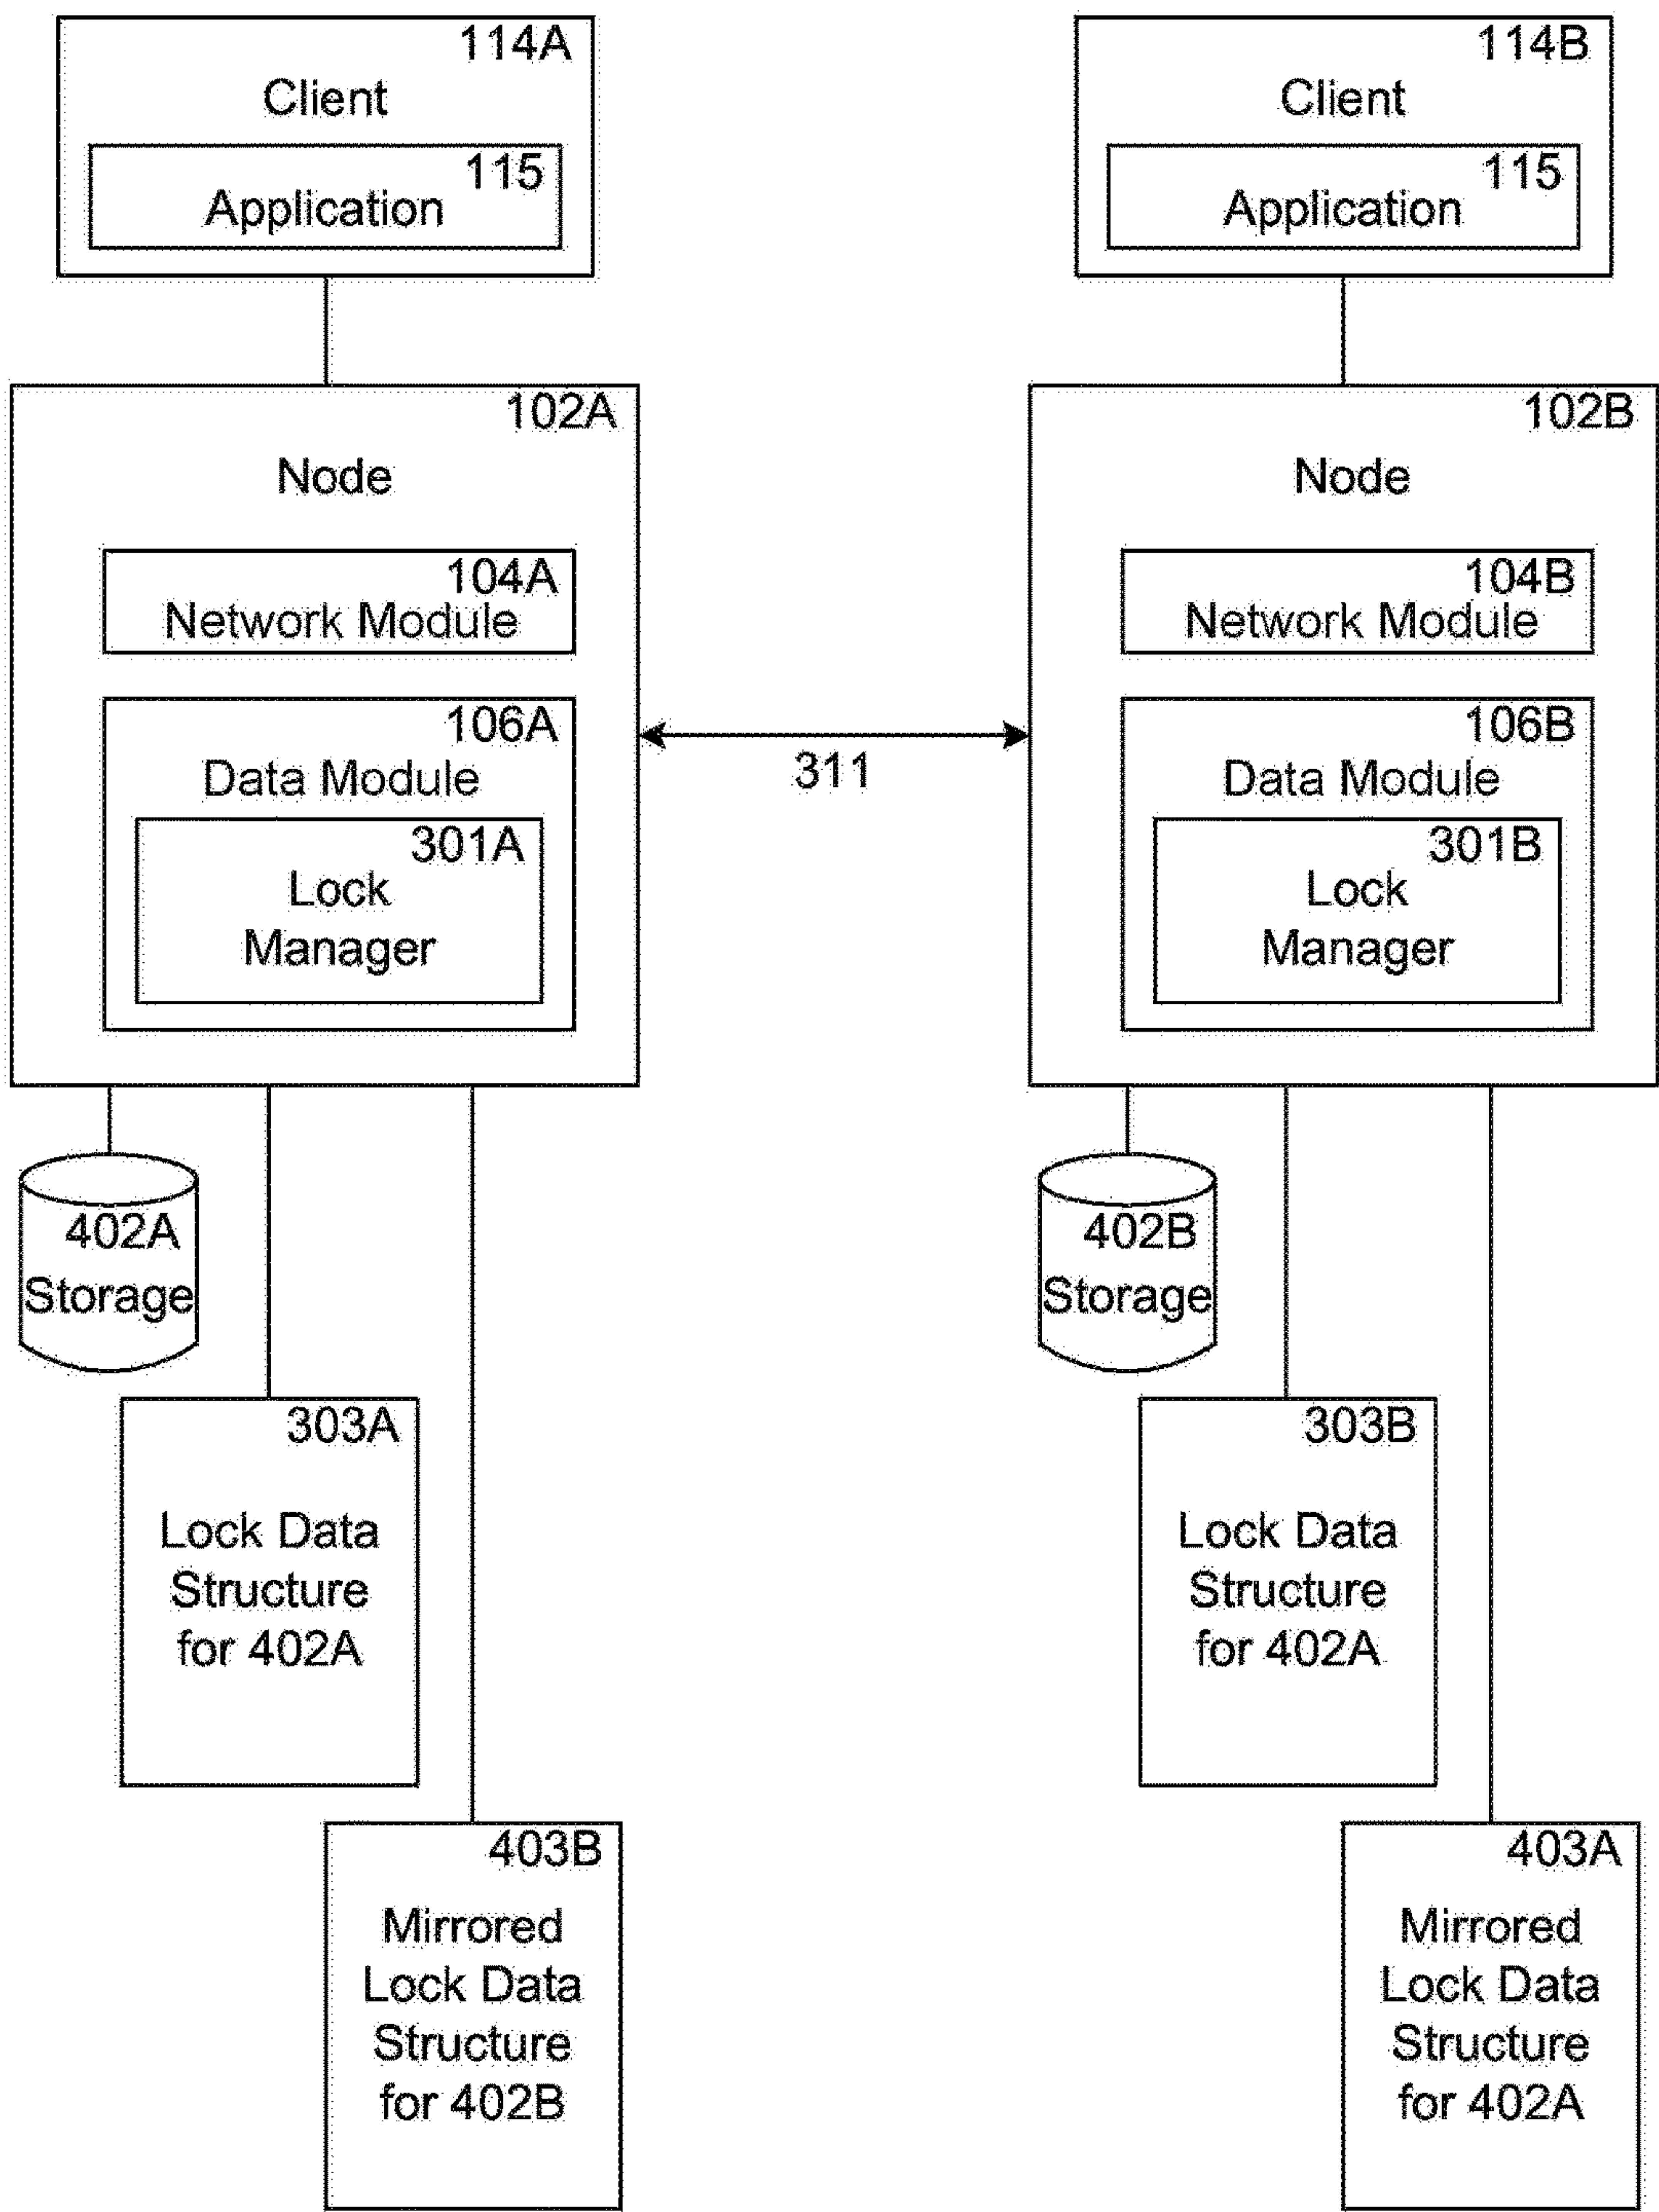 114A
Client
115
Application
114B
Client
115
Application
102A
Node
104A
Network Module
106A
Data Module
301A
Lock
Manager
311
102B
Node
104B
Network Module
106B
Data Module
301B
Lock
Manager
402A
Storage
303A
Lock Data
Structure
for 402A
403B
Mirrored
Lock Data
Structure
for 402B
402B
Storage
303B
Lock Data
Structure
for 402A
403A
Mirrored
Lock Data
Structure
for 402A